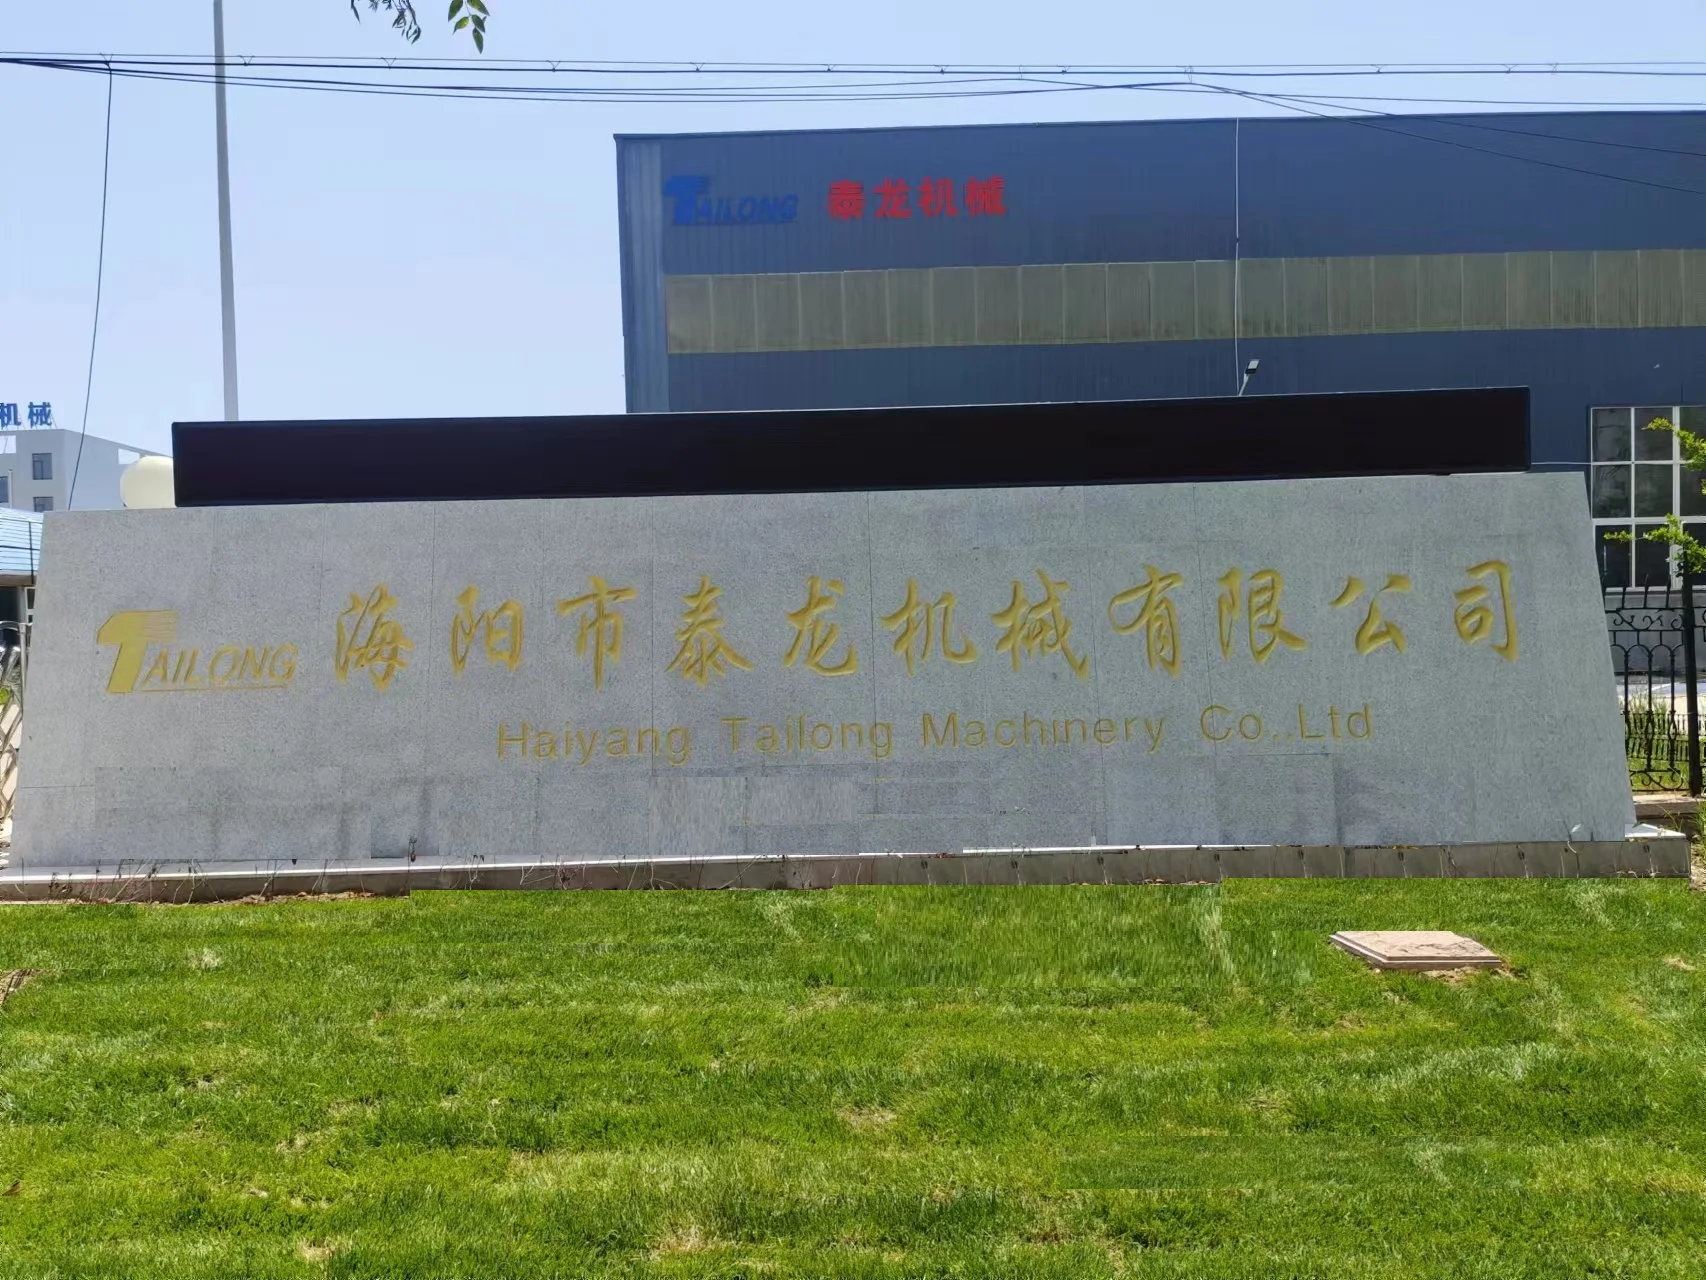 TAILONG 泰龙机械
机械
TAILONG 海阳市泰龙机械有限公司
Haiyang Tailong Machinery Co.,Ltd